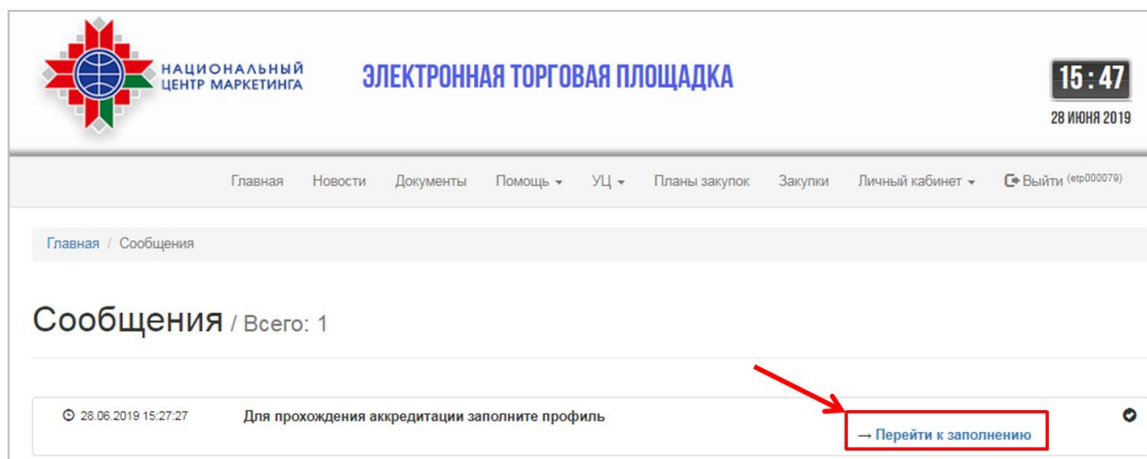 НАЦИОНАЛЬНЫЙ
ЦЕНТР МАРКЕТИНГА
ЭЛЕКТРОННАЯ ТОРГОВАЯ ПЛОЩАДКА
15:47
28 ИЮНЯ 2019
Главная Новости Документы Помощь УЦ Планы закупок Закупки Личный кабинет Выйти (etp000079)
Главная / Сообщения
Сообщения / Всего: 1
28.06.2019 15:27:27 Для прохождения аккредитации заполните профиль
→ Перейти к заполнению